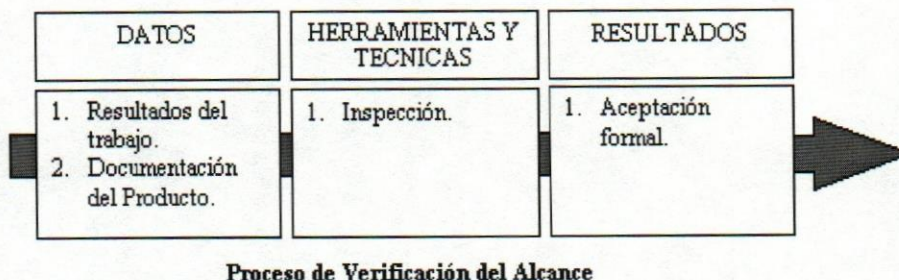 DATOS
HERRAMIENTAS Y
TECNICAS
RESULTADOS
1. Resultados del
trabajo.
2. Documentación
del Producto.
1. Inspección.
1. Aceptación
formal.
Proceso de Verificación del Alcance